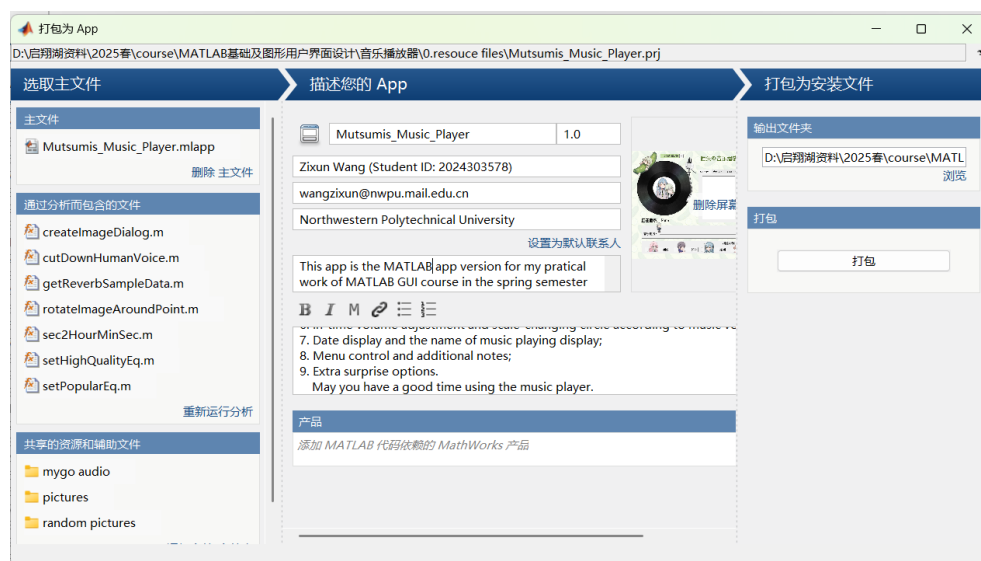 打包为 App
D:\启翔湖资料\2025春\course\MATLAB基础及图形用户界面设计\音乐播放器\0.resouce files\Mutsumis_Music_Player.prj
选取主文件
描述您的 App
打包为安装文件
主文件
Mutsumis_Music_Player.mlapp
删除 主文件
通过分析而包含的文件
createImageDialog.m
cutDownHumanVoice.m
getReverbSampleData.m
rotateImageAroundPoint.m
sec2HourMinSec.m
setHighQualityEq.m
setPopularEq.m
重新运行分析
共享的资源和辅助文件
mygo audio
pictures
random pictures
Mutsumis_Music_Player
1.0
Zixun Wang (Student ID: 2024303578)
wangzixun@nwpu.mail.edu.cn
Northwestern Polytechnical University
设置为默认联系人
This app is the MATLAB app version for my pratical
work of MATLAB GUI course in the spring semester
删除屏幕
B I M
7. Date display and the name of music playing display;
8. Menu control and additional notes;
9. Extra surprise options.
May you have a good time using the music player.
产品
添加 MATLAB 代码依赖的 MathWorks 产品
输出文件夹
D:\启翔湖资料\2025春\course\MATL
浏览
打包
打包